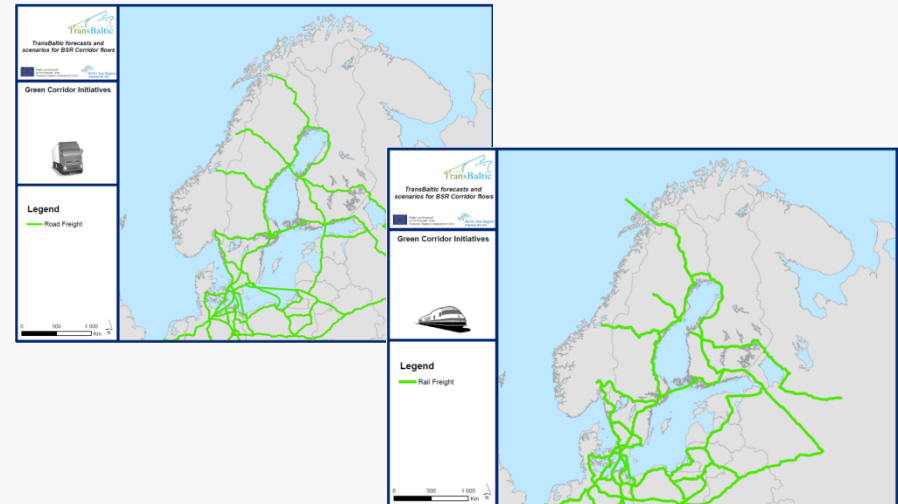 TransBaltic
TransBaltic forecasts and
scenarios for BSR Corridor flows
Green Corridor Initiatives
Legend
Road Freight
0 500 1 000
Km
TransBaltic
TransBaltic forecasts and
scenarios for BSR Corridor flows
Green Corridor Initiatives
Legend
Rail Freight
0 500 1 000
Km